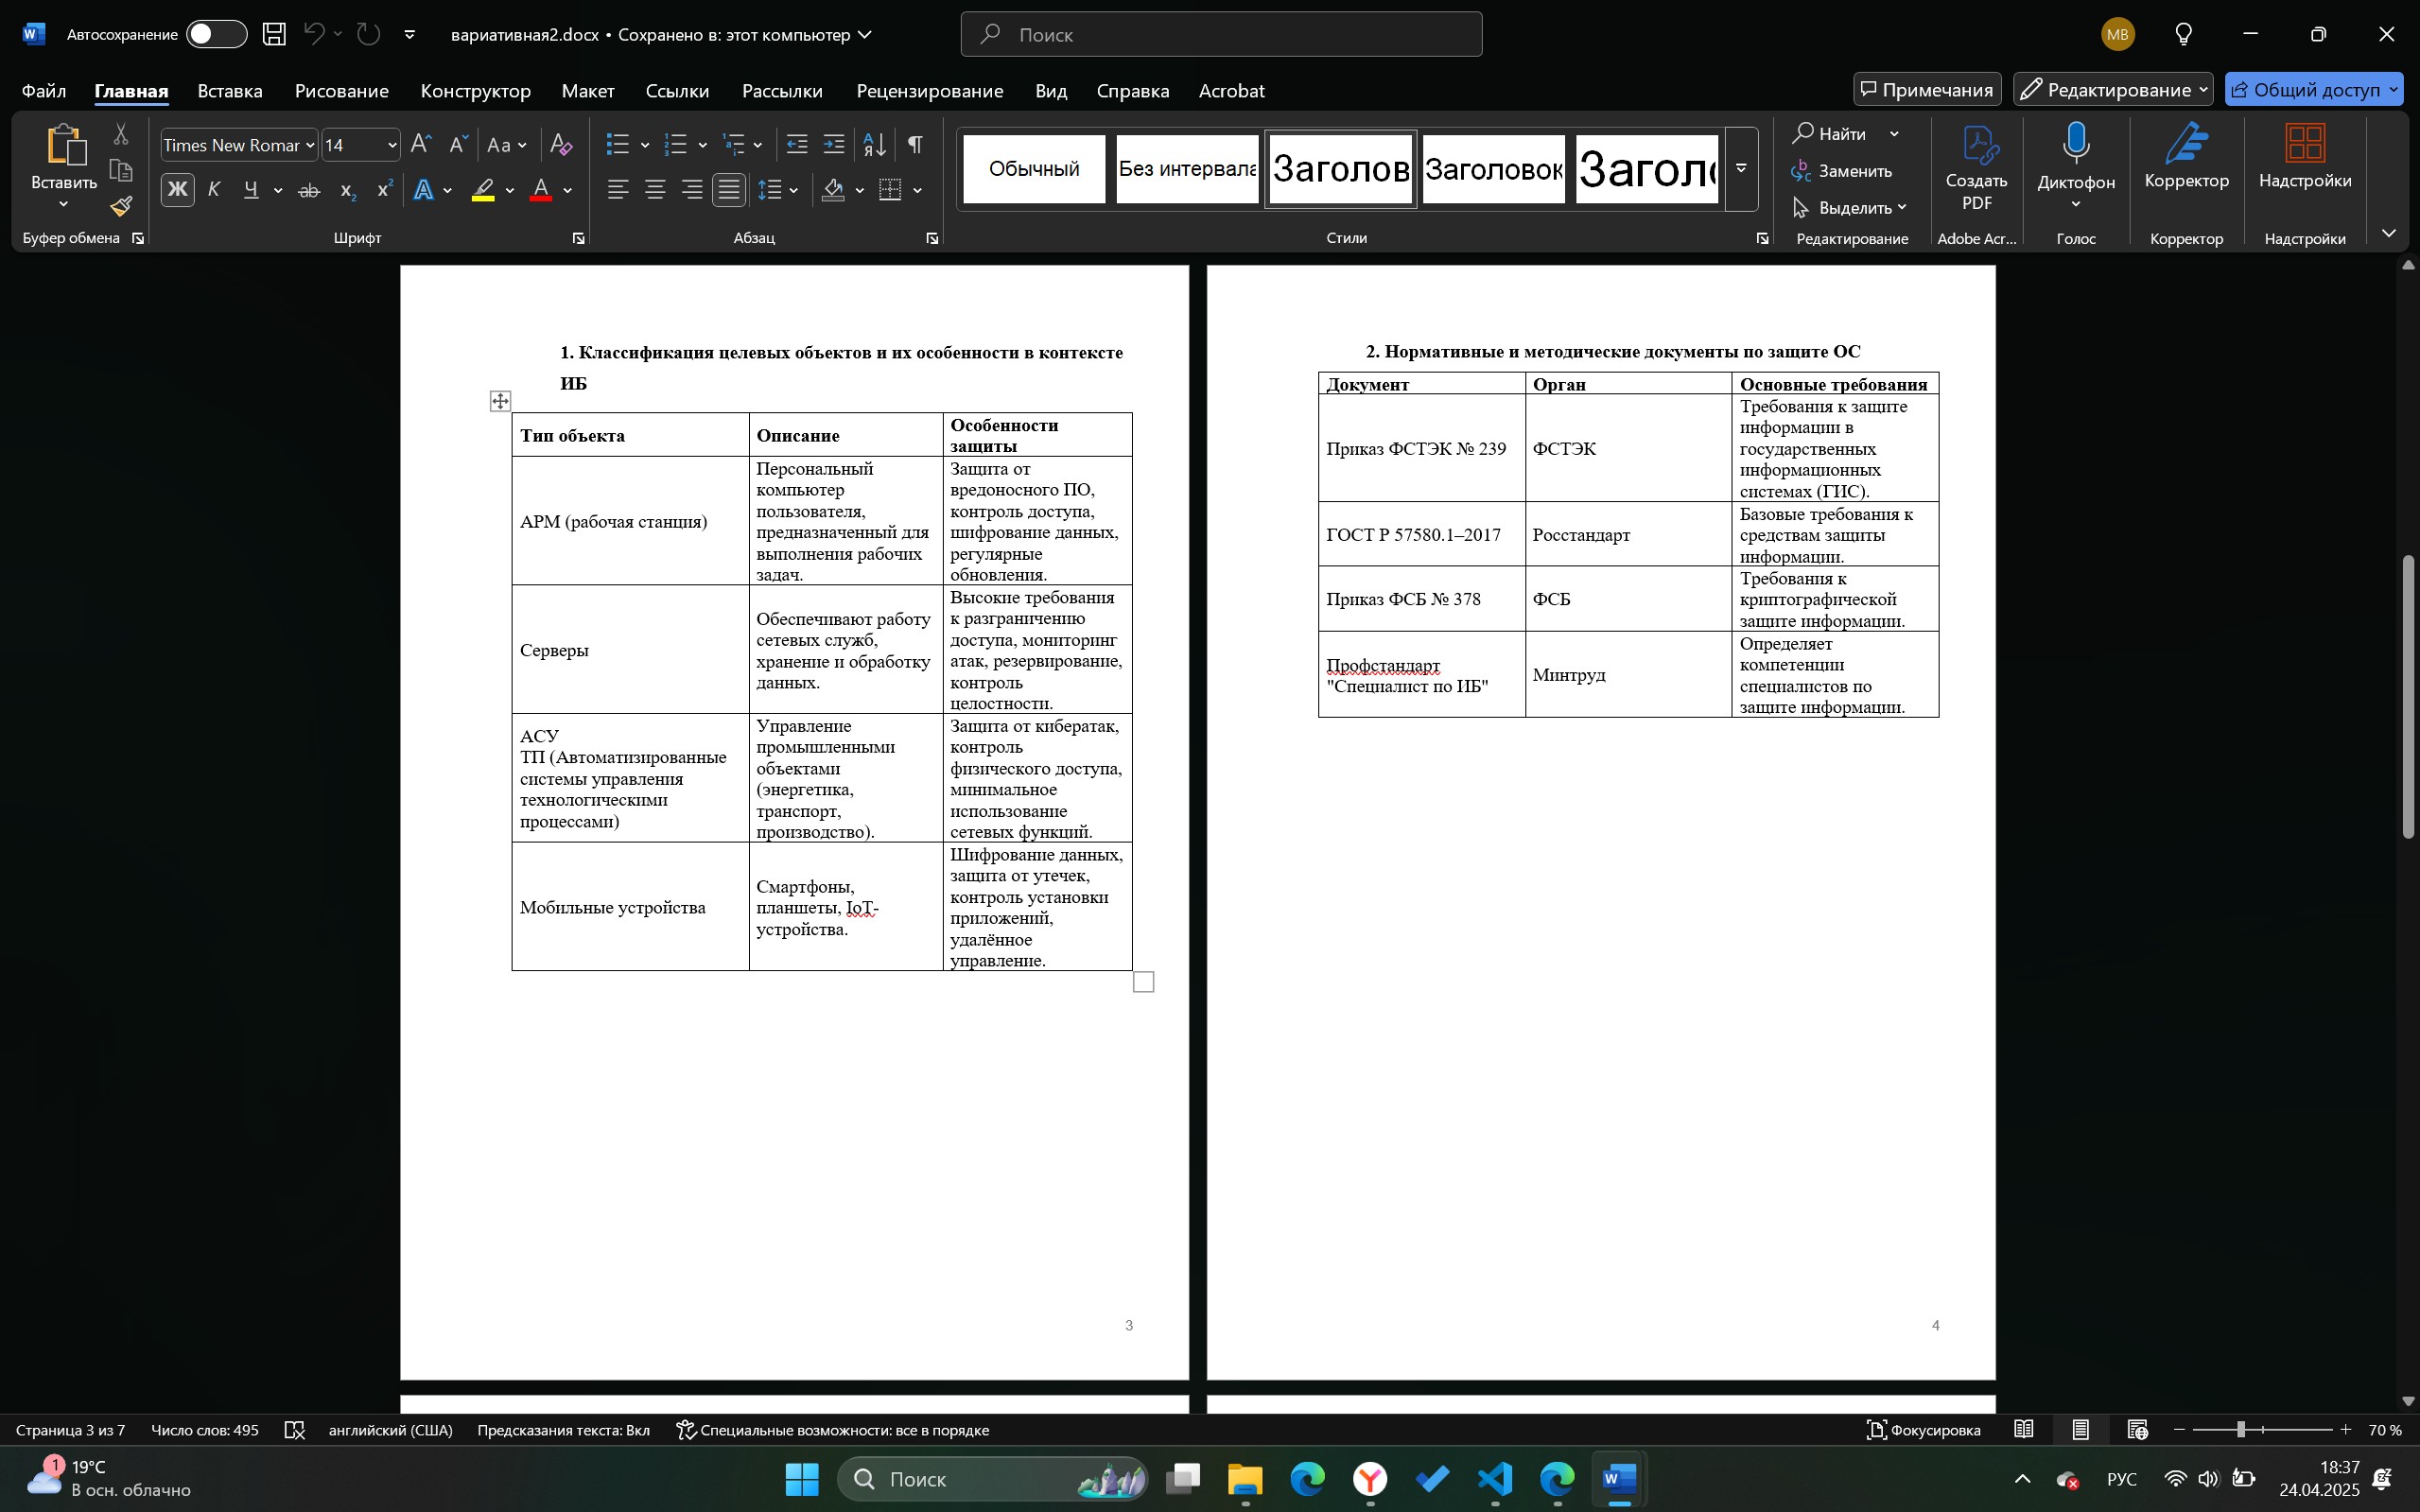 Автосохранение
вариативная2.docx • Сохранено в: этот компьютер
Поиск
МВ
Файл Главная Вставка Рисование Конструктор Макет Ссылки Рассылки Рецензирование Вид Справка Acrobat
Примечания Редактирование Общий доступ
Вставить
Буфер обмена
Times New Romar 14
Aa
Ж К Ч ab x₂ x² A A
Шрифт
Абзац
Обычный Без интервала Заголов Заголовок Загол
Стили
Найти
Заменить
Выделить
Редактирование
Создать
PDF
Adobe Acr...
Диктофон
Голос
Корректор
Корректор
Надстройки
Надстройки
1. Классификация целевых объектов и их особенности в контексте
ИБ
Тип объекта
Описание
Особенности
защиты
АРМ (рабочая станция)
Персональный
компьютер
пользователя,
предназначенный для
выполнения рабочих
задач.
Защита от
вредоносного ПО,
контроль доступа,
шифрование данных,
регулярные
обновления.
Серверы
Обеспечивают работу
сетевых служб,
хранение и обработку
данных.
Высокие требования
к разграничению
доступа, мониторинг
атак, резервирование,
контроль
целостности.
АСУ
ТП (Автоматизированные
системы управления
технологическими
процессами)
Управление
промышленными
объектами
(энергетика,
транспорт,
производство).
Защита от кибератак,
контроль
физического доступа,
минимальное
использование
сетевых функций.
Мобильные устройства
Смартфоны,
планшеты, IoT-
устройства.
Шифрование данных,
защита от утечек,
контроль установки
приложений,
удалённое
управление.
3
2. Нормативные и методические документы по защите ОС
Документ
Орган
Основные требования
Приказ ФСТЭК № 239
ФСТЭК
Требования к защите
информации в
государственных
информационных
системах (ГИС).
ГОСТ Р 57580.1–2017
Росстандарт
Базовые требования к
средствам защиты
информации.
Приказ ФСБ № 378
ФСБ
Требования к
криптографической
защите информации.
Профстандарт
"Специалист по ИБ"
Минтруд
Определяет
компетенции
специалистов по
защите информации.
4
Страница 3 из 7 Число слов: 495 английский (США) Предсказания текста: Вкл Специальные возможности: все в порядке
Фокусировка 70 %
1
19°C
В осн. облачно
Поиск
РУС
18:37
24.04.2025